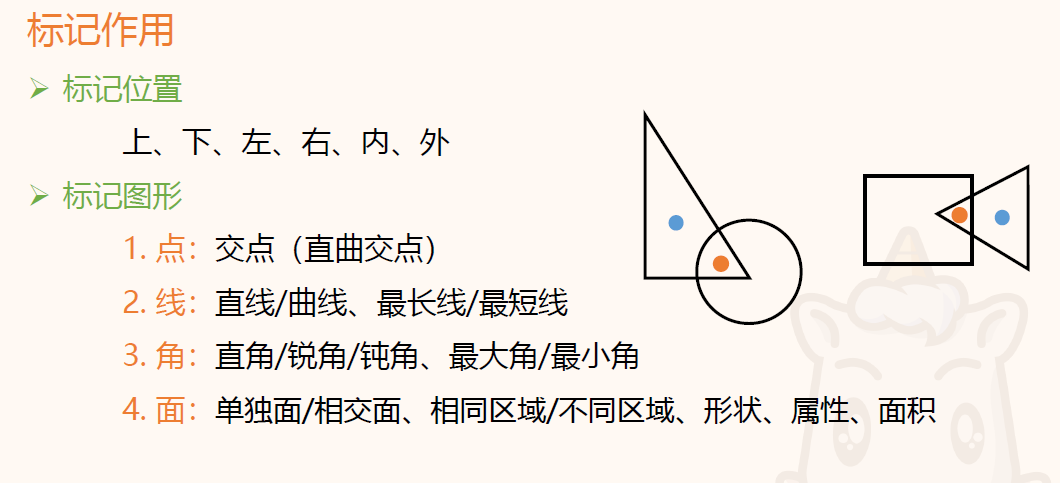 标记作用
标记位置
上、下、左、右、内、外
标记图形
1. 点：交点（直曲交点）
2. 线：直线/曲线、最长线/最短线
3. 角：直角/锐角/钝角、最大角/最小角
4. 面：单独面/相交面、相同区域/不同区域、形状、属性、面积